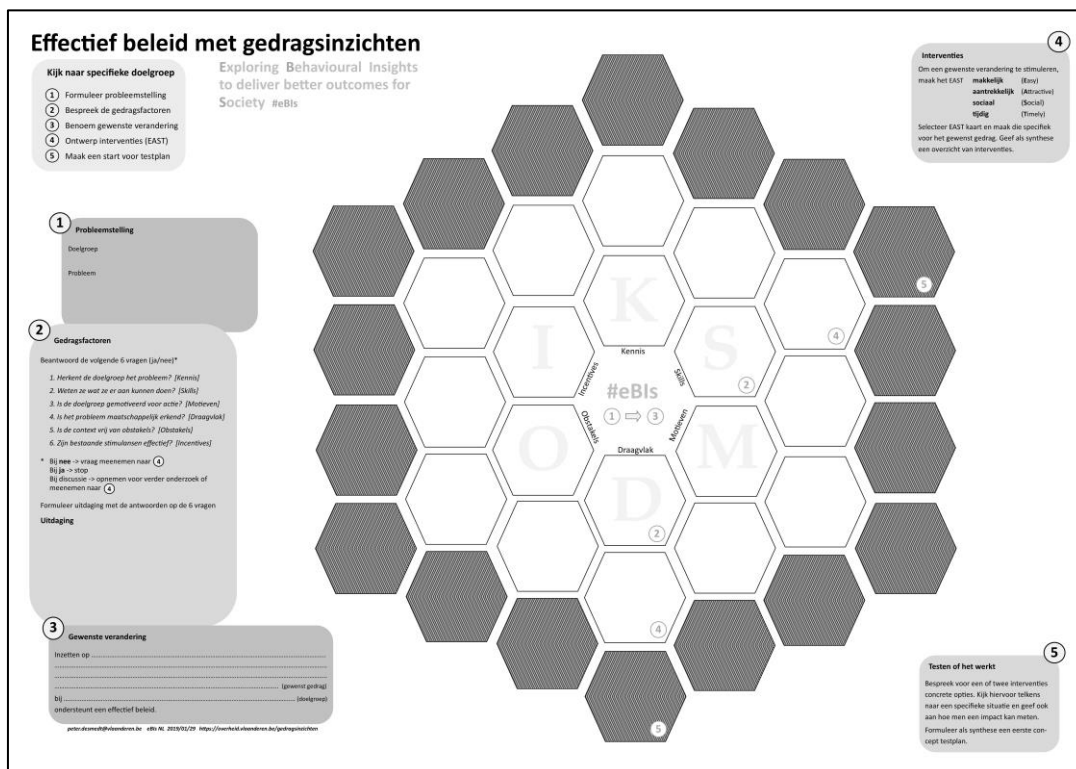 Effectief beleid met gedragsinzichten
Kijk naar specifieke doelgroep
1 Formuleer probleemstelling
2 Bespreek de gedragsfactoren
3 Benoem gewenste verandering
4 Ontwerp interventies (EAST)
5 Maak een start voor testplan
Exploring Behavioural Insights
to deliver better outcomes for
Society #eBIs
1
Probleemstelling
Doelgroep
Probleem
2
Gedragsfactoren
Beantwoord de volgende 6 vragen (ja/nee)*
1. Herkent de doelgroep het probleem? [Kennis]
2. Weten ze wat ze er aan kunnen doen? [Skills]
3. Is de doelgroep gemotiveerd voor actie? [Motieven]
4. Is het probleem maatschappelijk erkend? [Draagvlak]
5. Is de context vrij van obstakels? [Obstakels]
6. Zijn bestaande stimulansen effectief? [Incentives]
* Bij nee -> vraag meenemen naar 4
Bij ja -> stop
Bij discussie -> opnemen voor verder onderzoek of
meenemen naar 4
Formuleer uitdaging met de antwoorden op de 6 vragen
Uitdaging
3
Gewenste verandering
Inzetten op ..........
(gewenst gedrag)
bij .......... (doelgroep)
ondersteunt een effectief beleid.
peter.desmedt@vlaanderen.be eBIs NL 2019/01/29 https://overheid.vlaanderen.be/gedragsinzichten
K
Kennis
I
Incentives
S
Skills
2
#eBIs
1 ⇨ 3
O
Obstakels
M
Motieven
Draagvlak
D
2
4
4
5
5
4
Interventies
Om een gewenste verandering te stimuleren,
maak het EAST makkelijk (Easy)
aantrekkelijk (Attractive)
sociaal (Social)
tijdig (Timely)
Selecteer EAST kaart en maak die specifiek
voor het gewenst gedrag. Geef als synthese
een overzicht van interventies.
5
Testen of het werkt
Bespreek voor een of twee interventies
concrete opties. Kijk hiervoor telkens
naar een specifieke situatie en geef ook
aan hoe men een impact kan meten.
Formuleer als synthese een eerste con-
cept testplan.